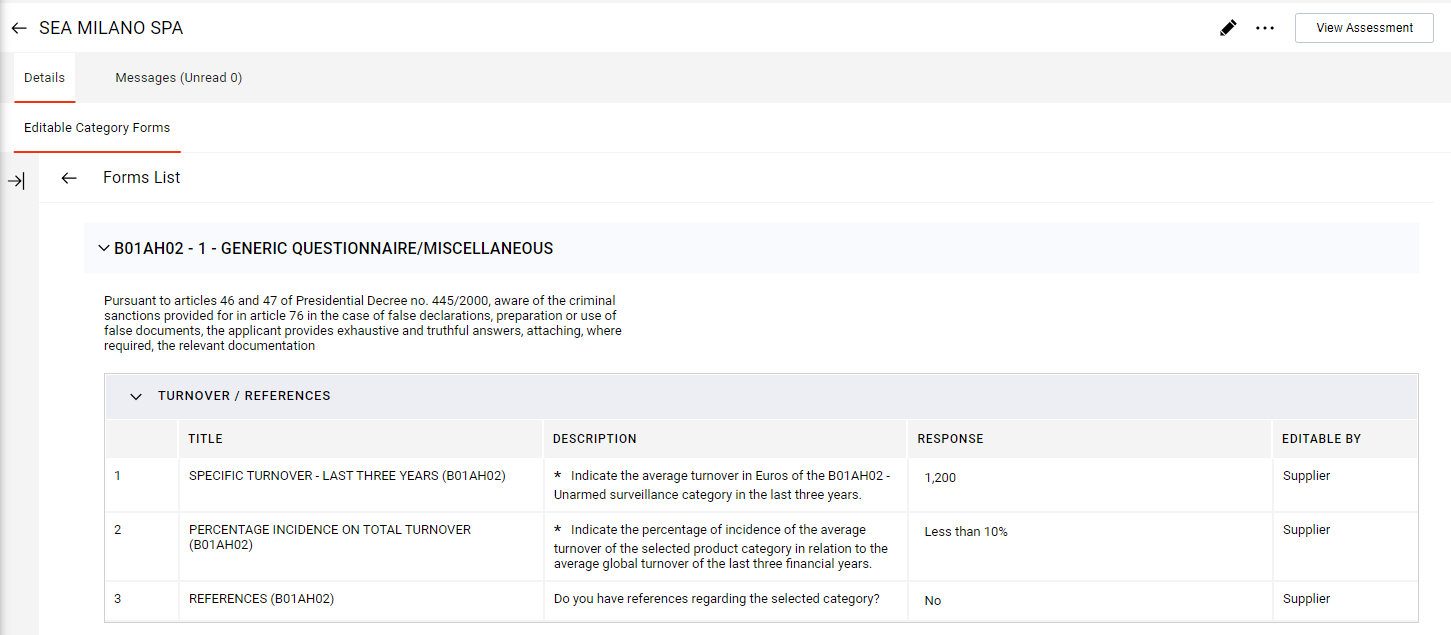 SEA MILANO SPA
View Assessment
Details
Messages (Unread 0)
Editable Category Forms
Forms List
B01AH02 - 1 - GENERIC QUESTIONNAIRE/MISCELLANEOUS
Pursuant to articles 46 and 47 of Presidential Decree no. 445/2000, aware of the criminal
sanctions provided for in article 76 in the case of false declarations, preparation or use of
false documents, the applicant provides exhaustive and truthful answers, attaching, where
required, the relevant documentation
TURNOVER / REFERENCES
TITLE
DESCRIPTION
RESPONSE
EDITABLE BY
1
SPECIFIC TURNOVER - LAST THREE YEARS (B01AH02)
* Indicate the average turnover in Euros of the B01AH02 -
Unarmed surveillance category in the last three years.
1,200
Supplier
2
PERCENTAGE INCIDENCE ON TOTAL TURNOVER
(B01AH02)
* Indicate the percentage of incidence of the average
turnover of the selected product category in relation to the
average global turnover of the last three financial years.
Less than 10%
Supplier
3
REFERENCES (B01AH02)
Do you have references regarding the selected category?
No
Supplier